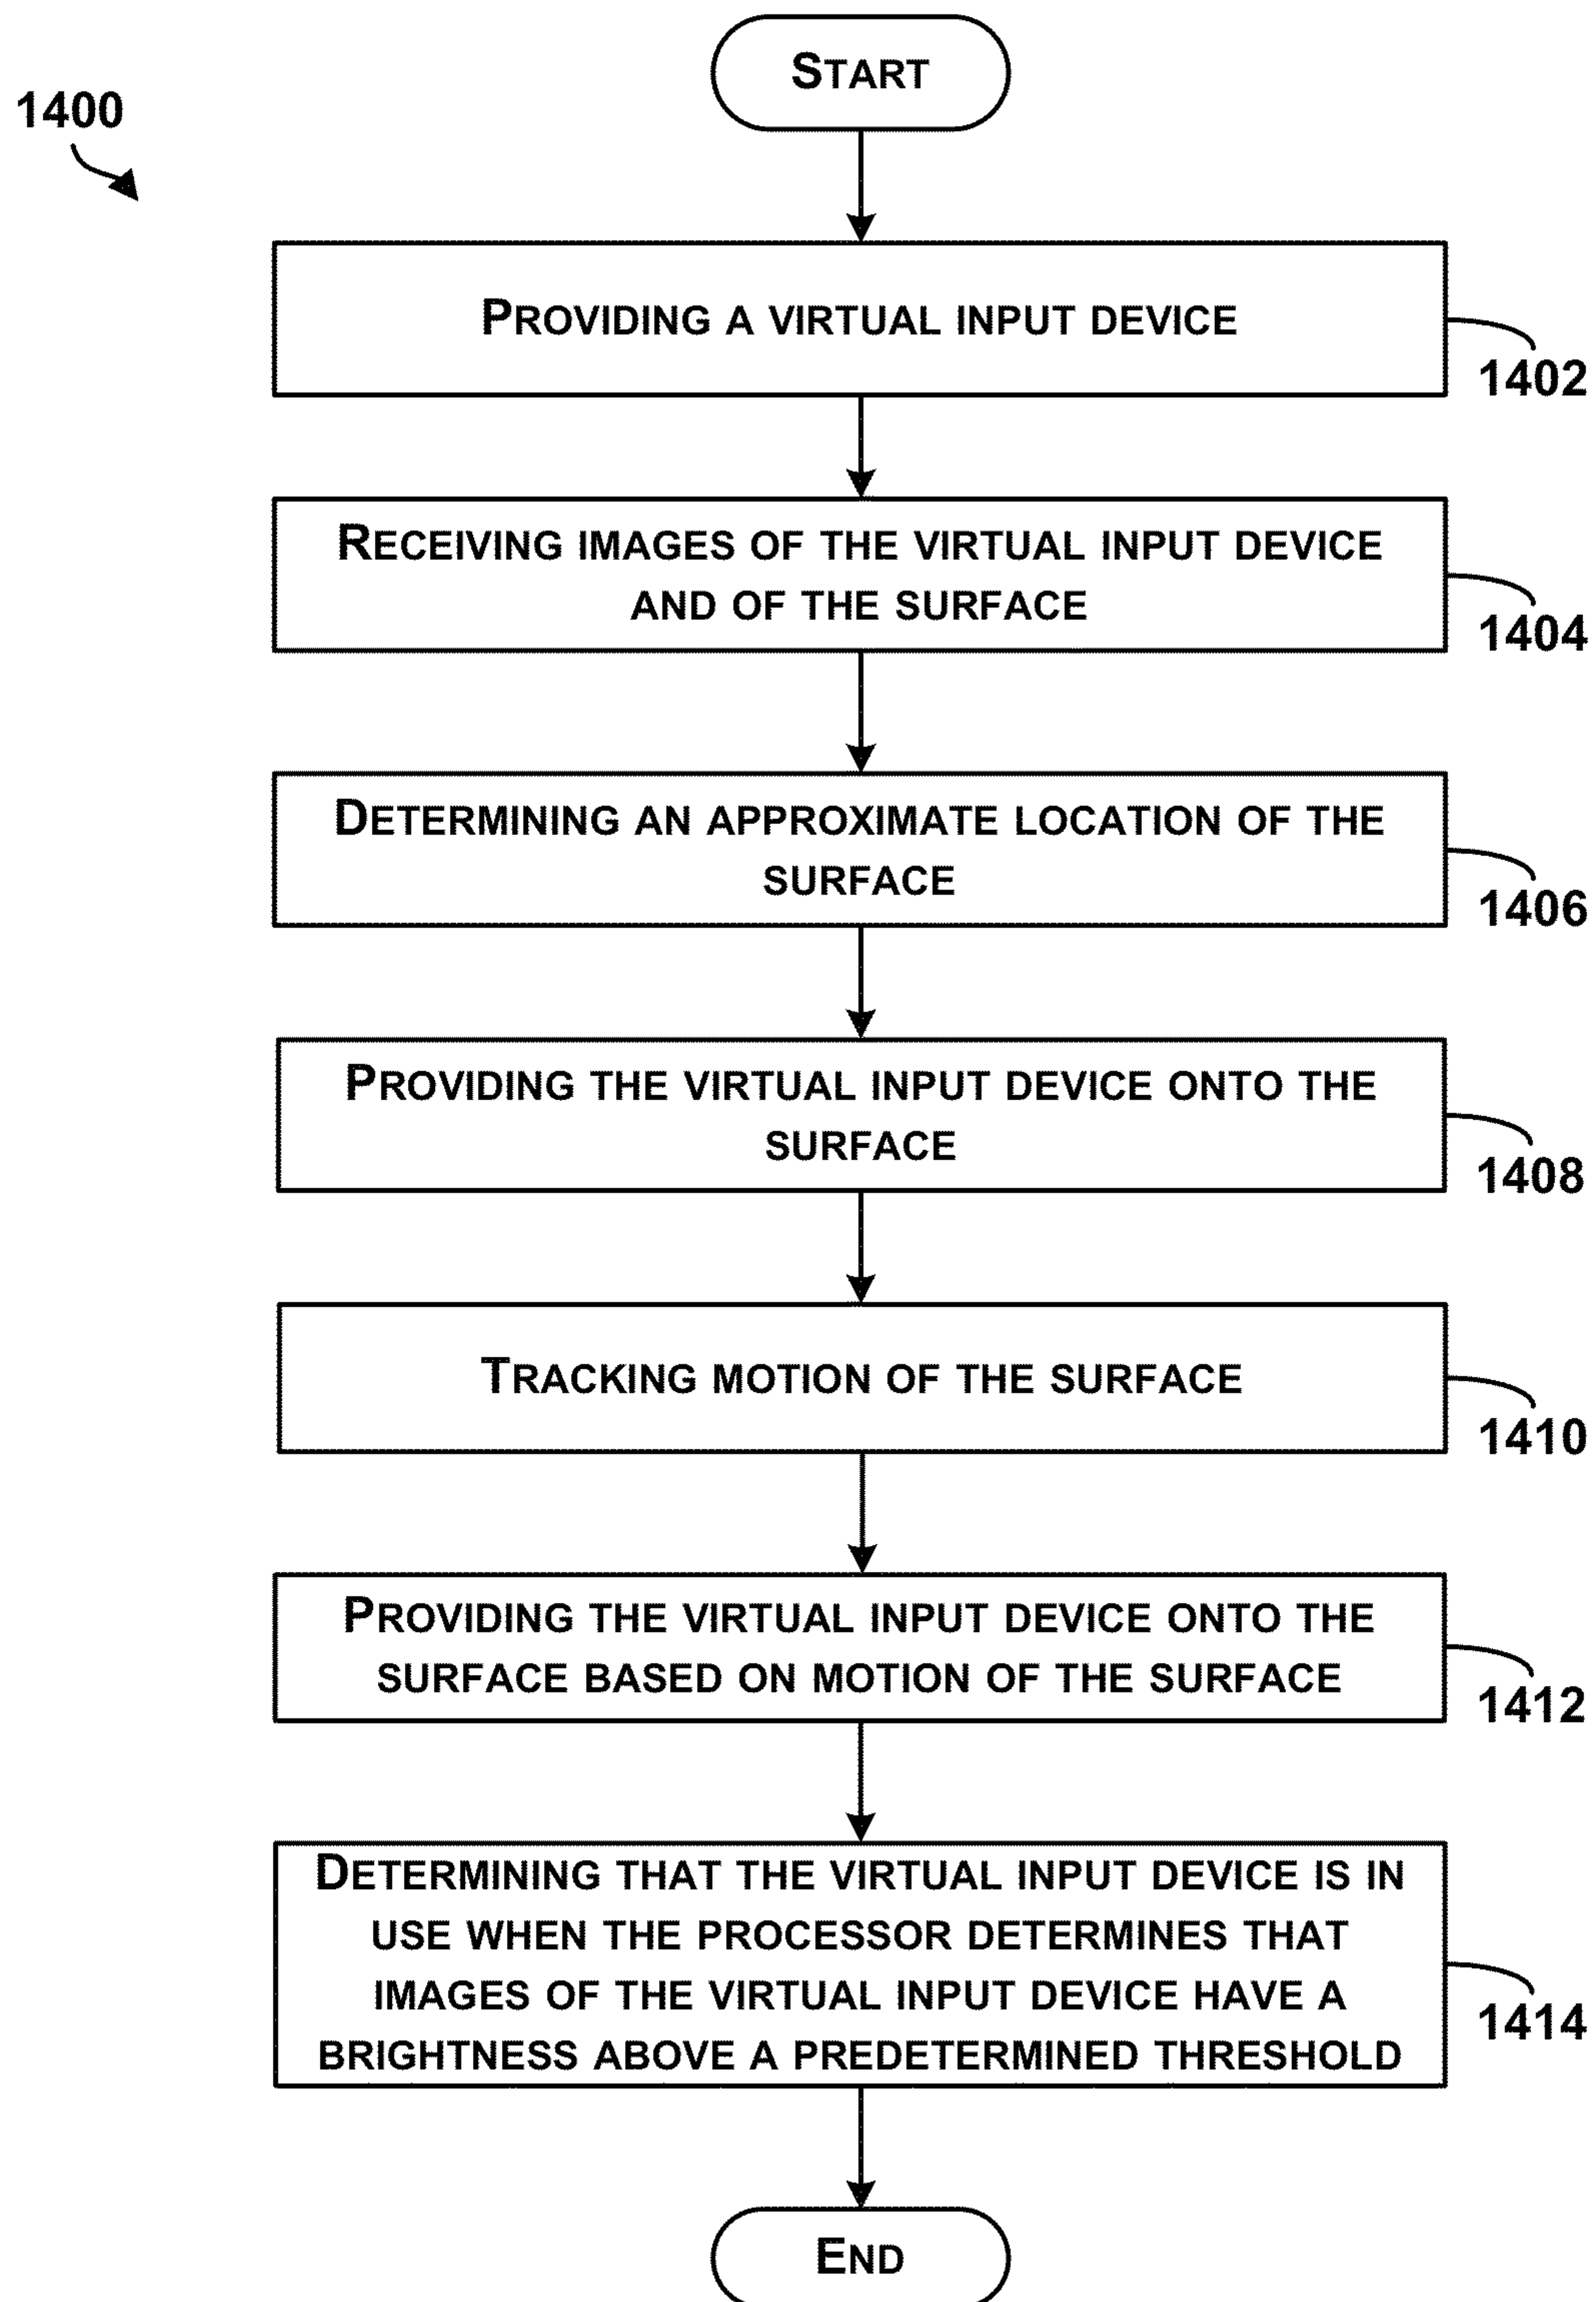 START
1400
PROVIDING A VIRTUAL INPUT DEVICE
1402
RECEIVING IMAGES OF THE VIRTUAL INPUT DEVICE
AND OF THE SURFACE
1404
DETERMINING AN APPROXIMATE LOCATION OF THE
SURFACE
1406
PROVIDING THE VIRTUAL INPUT DEVICE ONTO THE
SURFACE
1408
TRACKING MOTION OF THE SURFACE
1410
PROVIDING THE VIRTUAL INPUT DEVICE ONTO THE
SURFACE BASED ON MOTION OF THE SURFACE
1412
DETERMINING THAT THE VIRTUAL INPUT DEVICE IS IN
USE WHEN THE PROCESSOR DETERMINES THAT
IMAGES OF THE VIRTUAL INPUT DEVICE HAVE A
BRIGHTNESS ABOVE A PREDETERMINED THRESHOLD
1414
END